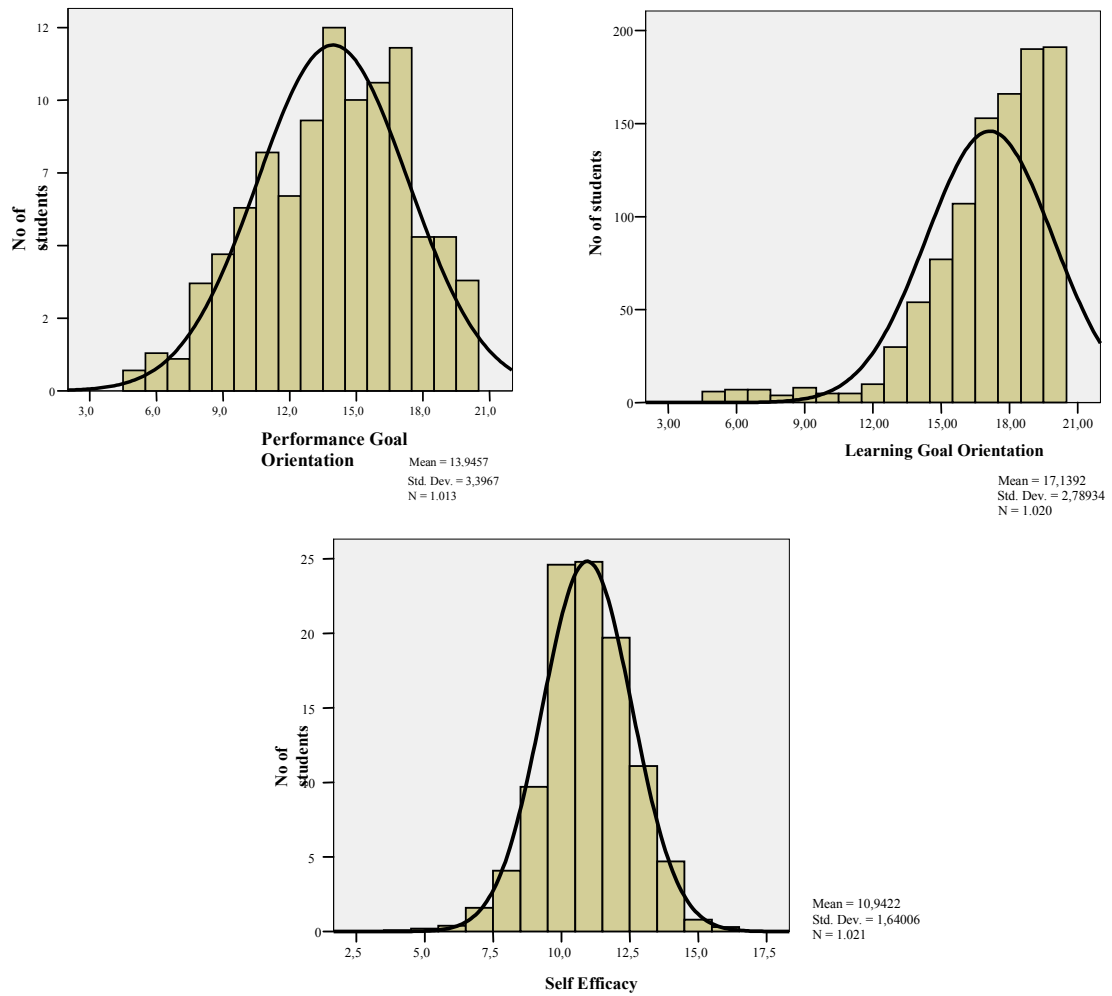 12
10
7
5
2
0
No of
students
3,0 6,0 9,0 12,0 15,0 18,0 21,0
Performance Goal
Orientation
Mean = 13,9457
Std. Dev. = 3,3967
N = 1.013
200
150
100
50
0
No of students
3,00 6,00 9,00 12,00 15,00 18,00 21,00
Learning Goal Orientation
Mean = 17,1392
Std. Dev. = 2,78934
N = 1.020
25
20
15
10
5
0
No of
students
2,5 5,0 7,5 10,0 12,5 15,0 17,5
Self Efficacy
Mean = 10,9422
Std. Dev. = 1,64006
N = 1.021